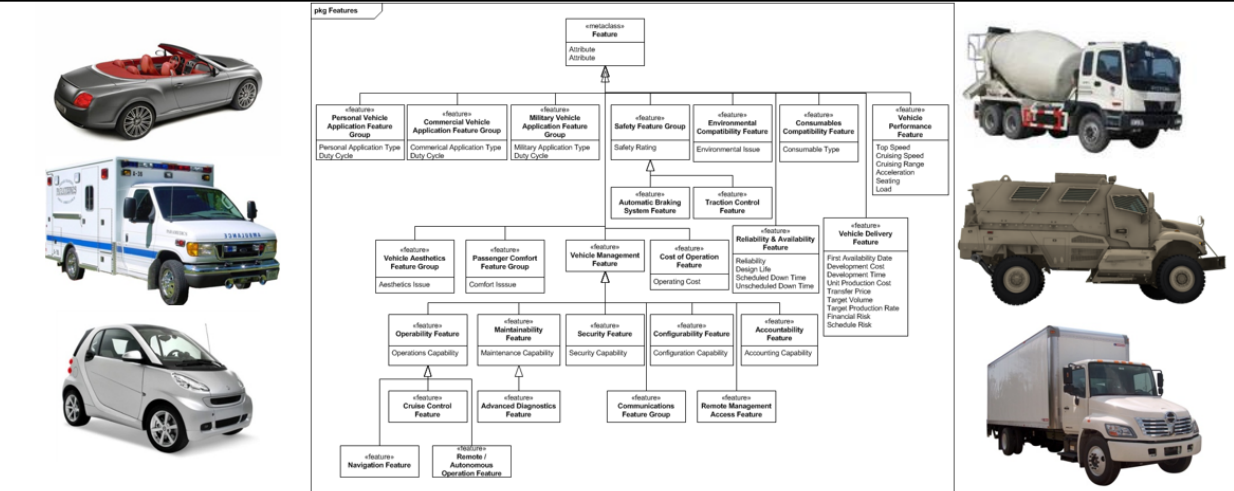 pkg Features
«metaclass»
Feature
Attribute
Attribute
«feature»
Personal Vehicle
Application Feature
Group
Personal Application Type
Duty Cycle
«feature»
Commercial Vehicle
Application Feature Group
Commerical Application Type
Duty Cycle
«feature»
Military Vehicle
Application Feature
Group
Military Application Type
Duty Cycle
«feature»
Safety Feature Group
Safety Rating
«feature»
Environmental
Compatibility Feature
Environmental Issue
«feature»
Consumables
Compatibility Feature
Consumable Type
«feature»
Vehicle
Performance
Feature
Top Speed
Cruising Speed
Cruising Range
Acceleration
Seating
Load
«feature»
Automatic Braking
System Feature
«feature»
Traction Control
Feature
«feature»
Vehicle Aesthetics
Feature Group
Aesthetics Issue
«feature»
Passenger Comfort
Feature Group
Comfort Isssue
«feature»
Vehicle Management
Feature
«feature»
Cost of Operation
Feature
Operating Cost
«feature»
Reliability & Availability
Feature
Reliability
Design Life
Scheduled Down Time
Unscheduled Down Time
«feature»
Vehicle Delivery
Feature
First Availability Date
Development Cost
Development Time
Unit Production Cost
Transfer Price
Target Volume
Target Production Rate
Financial Risk
Schedule Risk
«feature»
Operability Feature
Operations Capability
«feature»
Maintainability
Feature
Maintenance Capability
«feature»
Security Feature
Security Capability
«feature»
Configurability Feature
Configuration Capability
«feature»
Accountability
Feature
Accounting Capability
«feature»
Cruise Control
Feature
«feature»
Advanced Diagnostics
Feature
«feature»
Communications
Feature Group
«feature»
Remote Management
Access Feature
«feature»
Navigation Feature
«feature»
Remote /
Autonomous
Operation Feature